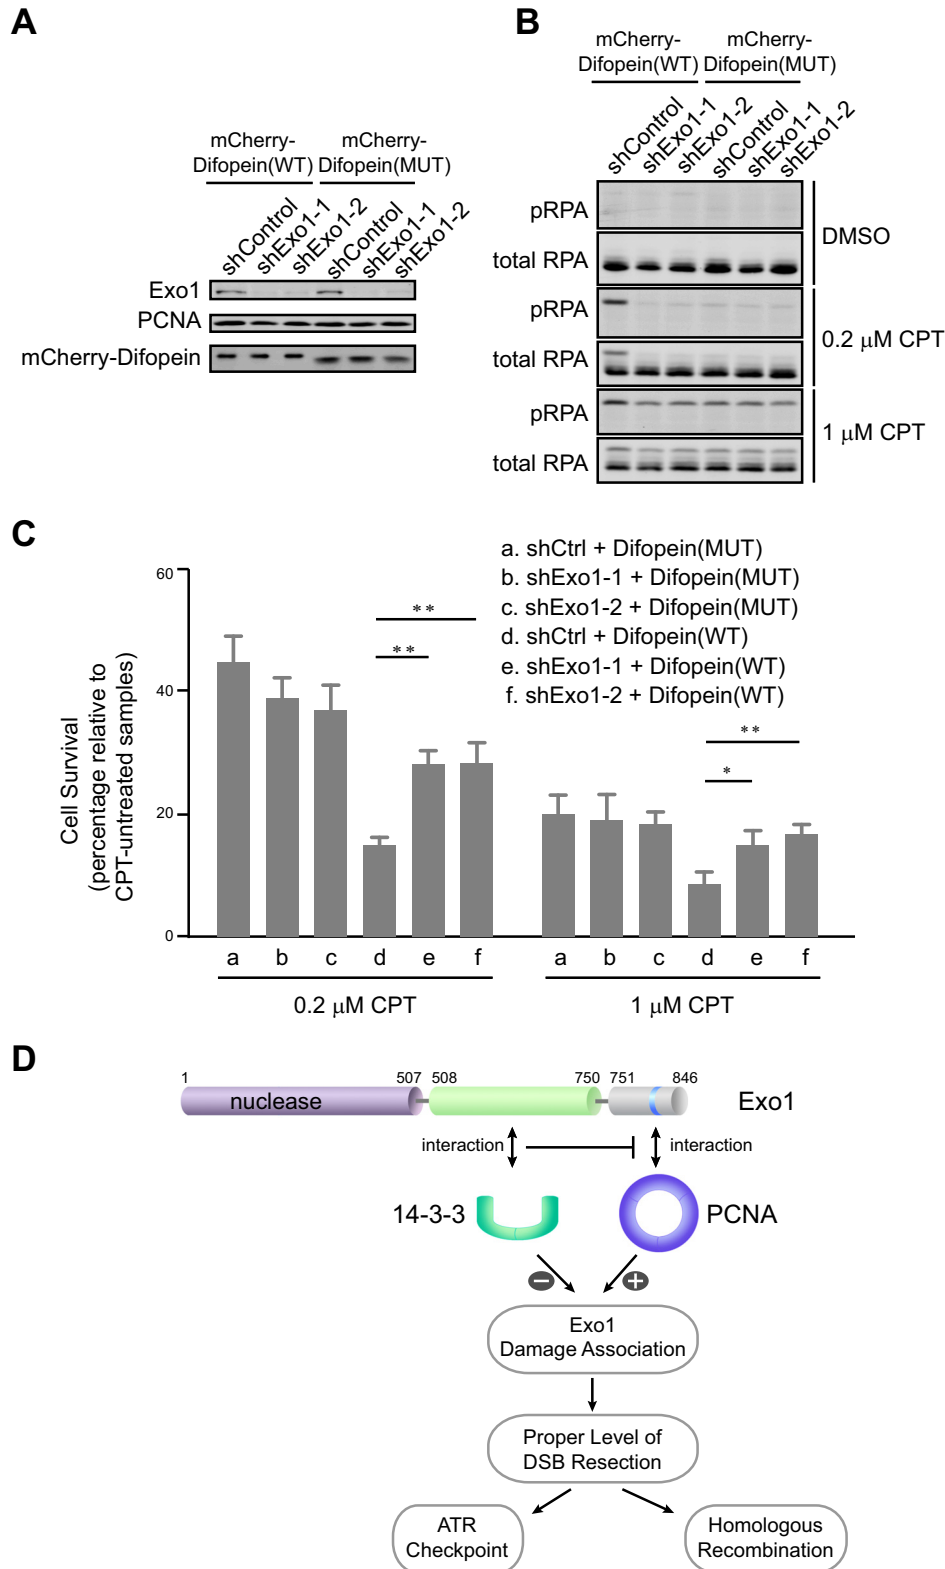 A
mCherry-
Difopein(WT)
mCherry-
Difopein(MUT)
shControl
shExo1-1
shExo1-2
shControl
shExo1-1
shExo1-2
Exo1
PCNA
mCherry-Difopein
B
mCherry-
Difopein(WT)
mCherry-
Difopein(MUT)
shControl
shExo1-1
shExo1-2
shControl
shExo1-1
shExo1-2
pRPA
total RPA
DMSO
pRPA
total RPA
0.2 μM CPT
pRPA
total RPA
1 μM CPT
C
a. shCtrl + Difopein(MUT)
b. shExo1-1 + Difopein(MUT)
c. shExo1-2 + Difopein(MUT)
d. shCtrl + Difopein(WT)
e. shExo1-1 + Difopein(WT)
f. shExo1-2 + Difopein(WT)
Cell Survival
(percentage relative to
CPT-untreated samples)
60
40
20
0
**
**
**
*
a b c d e f
a b c d e f
0.2 μM CPT
1 μM CPT
D
1 507 508 750 751 846
nuclease
Exo1
interaction
interaction
14-3-3
PCNA
−
+
Exo1
Damage Association
Proper Level of
DSB Resection
ATR
Checkpoint
Homologous
Recombination